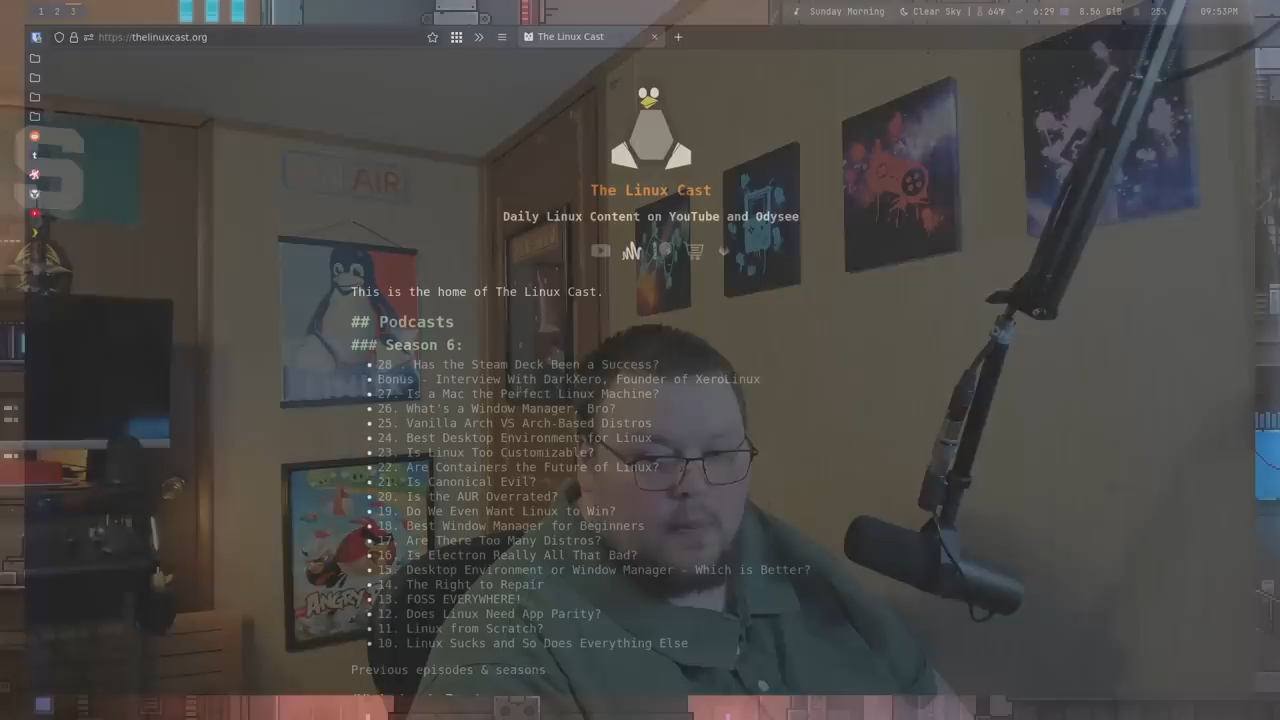 1 2 3
Sunday Morning Clear Sky | 64°F 6:29 8.56 GiB 25% 09:53PM
https://thelinuxcast.org
The Linux Cast
S
AIR
The Linux Cast
Daily Linux Content on YouTube and Odysee
This is the home of The Linux Cast.
## Podcasts
### Season 6:
28 . Has the Steam Deck Been a Success?
Bonus - Interview With DarkXero, Founder of XeroLinux
27. Is a Mac the Perfect Linux Machine?
26. What's a Window Manager, Bro?
25. Vanilla Arch VS Arch-Based Distros
24. Best Desktop Environment for Linux
23. Is Linux Too Customizable?
22. Are Containers the Future of Linux?
21. Is Canonical Evil?
20. Is the AUR Overrated?
19. Do We Even Want Linux to Win?
18. Best Window Manager for Beginners
17. Are There Too Many Distros?
16. Is Electron Really All That Bad?
15. Desktop Environment or Window Manager - Which is Better?
14. The Right to Repair
13. FOSS EVERYWHERE!
12. Does Linux Need App Parity?
11. Linux from Scratch?
10. Linux Sucks and So Does Everything Else
Previous episodes & seasons
LINUX
ANGRY